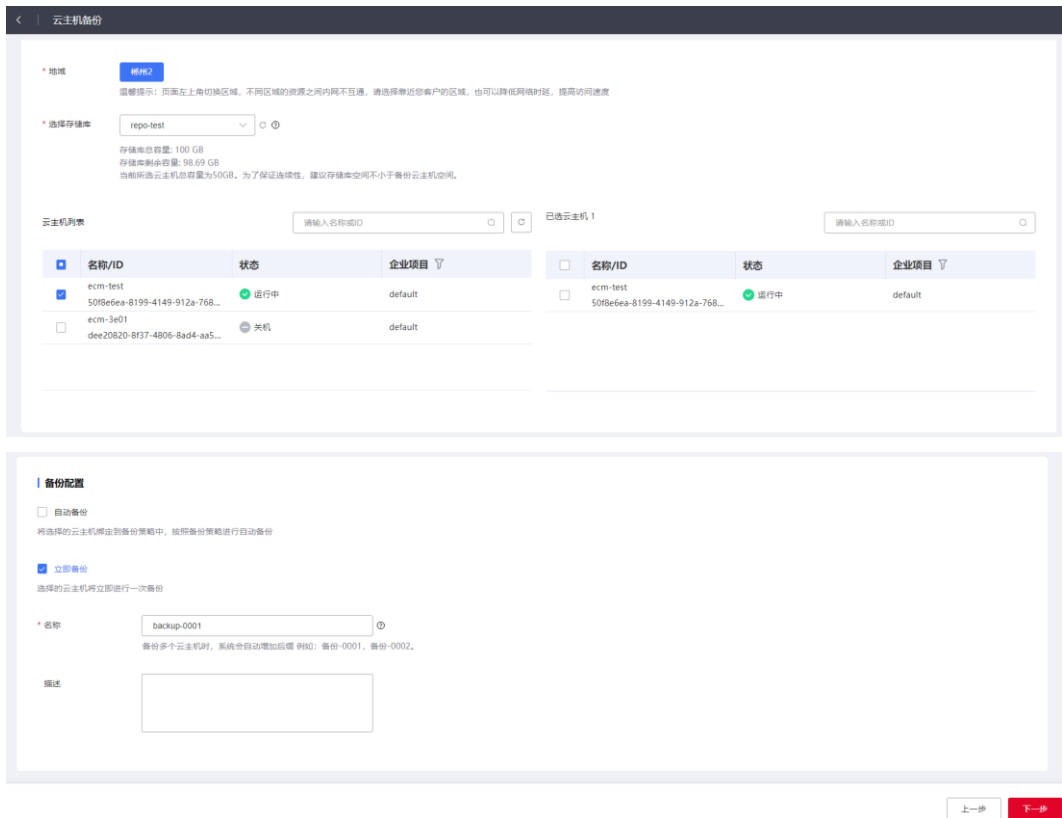 云主机备份
* 地域
郴州2
温馨提示：页面左上角切换区域，不同区域的资源之间内网不互通，请选择靠近您客户的区域，也可以降低网络时延，提高访问速度
* 选择存储库
repo-test
存储库总容量: 100 GB
存储库剩余容量: 98.69 GB
当前所选云主机总容量为50GB。为了保证连续性，建议存储库空间不小于备份云主机空间。
云主机列表
请输入名称或ID
名称/ID 状态 企业项目
ecm-test
50f8e6ea-8199-4149-912a-768...
运行中 default
ecm-3e01
dee20820-8f37-4806-8ad4-aa5...
关机 default
已选云主机 1
请输入名称或ID
名称/ID 状态 企业项目
ecm-test
50f8e6ea-8199-4149-912a-768...
运行中 default
备份配置
自动备份
将选择的云主机绑定到备份策略中，按照备份策略进行自动备份
立即备份
选择的云主机将立即进行一次备份
* 名称
backup-0001
备份多个云主机时，系统会自动增加后缀 例如：备份-0001，备份-0002。
描述
上一步
下一步